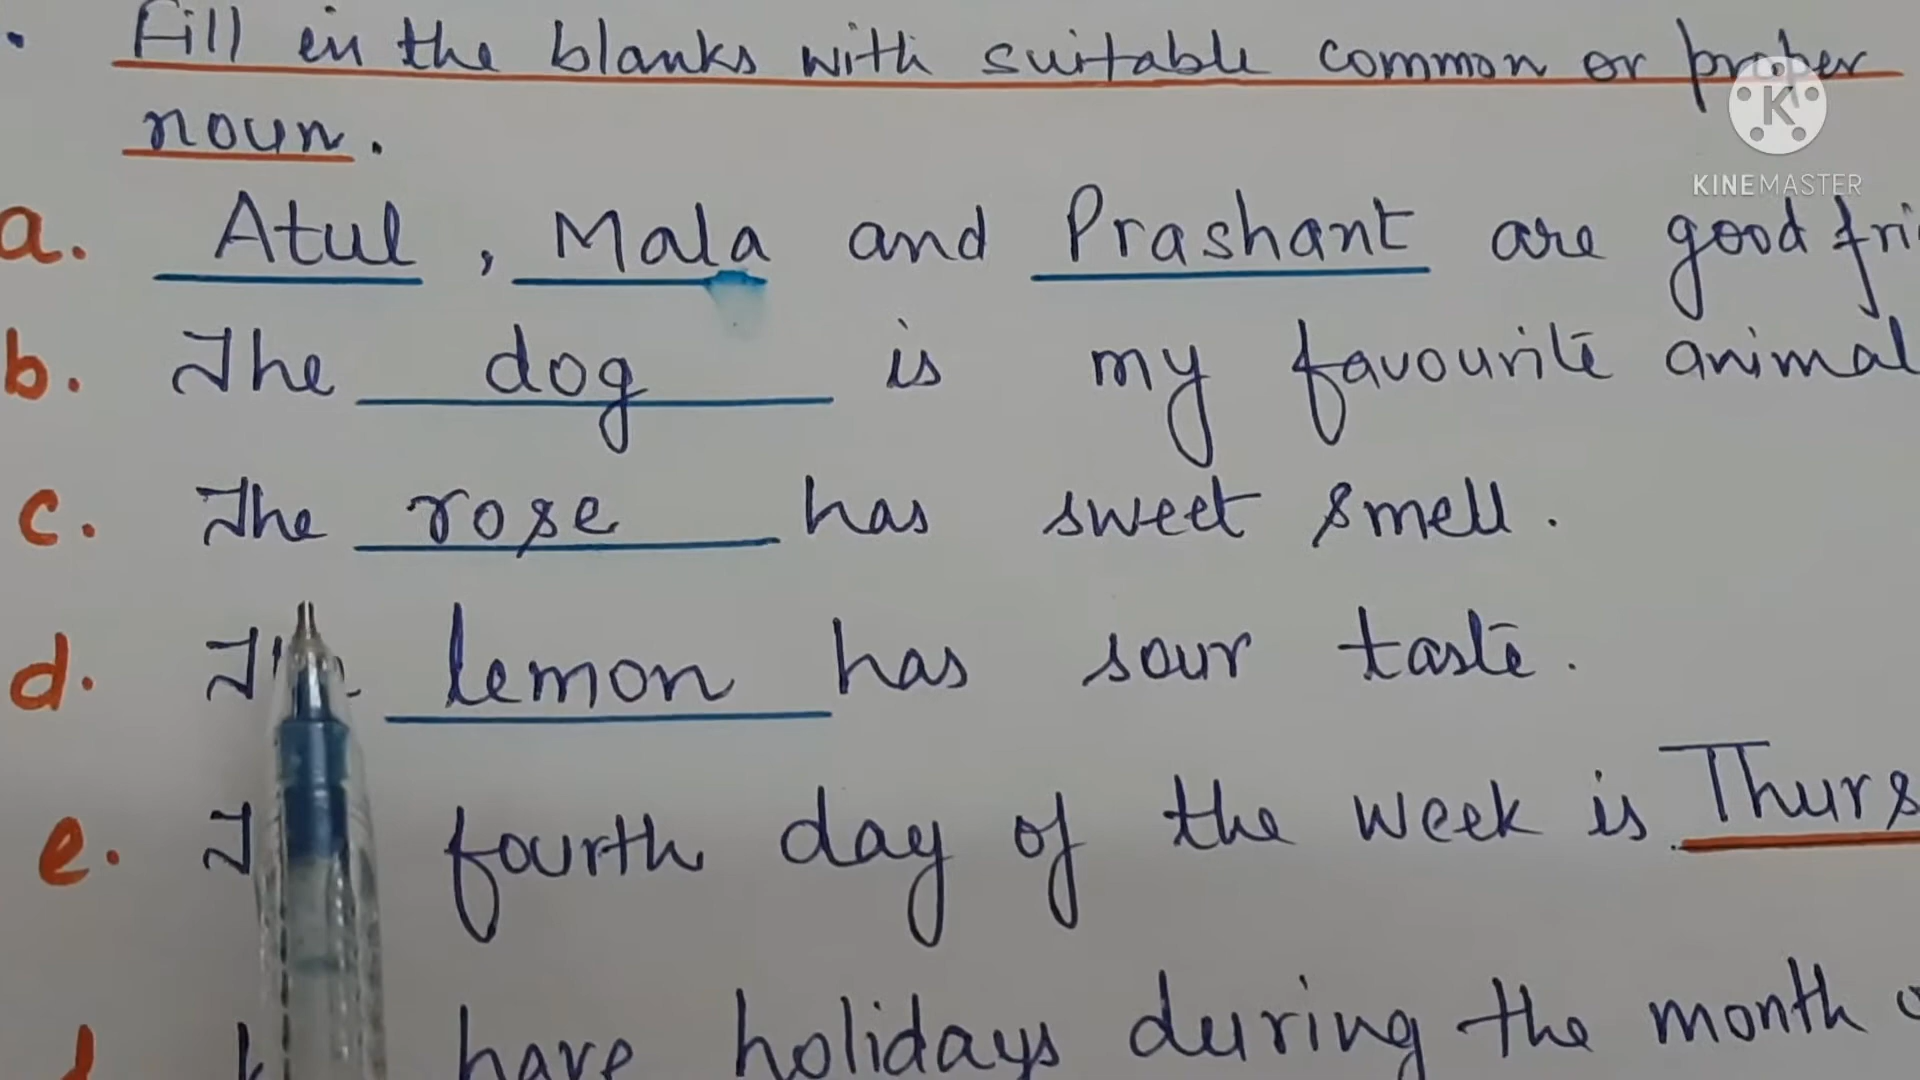 . Fill in the blanks with suitable common or proper
noun.
a. Atul, Mala and Prashant are good fri
b. The dog is my favourite animal
c. The rose has sweet smell.
d. lemon has sour taste.
e. fourth day of the week is Thurs
have holidays during the month
KINEMASTER